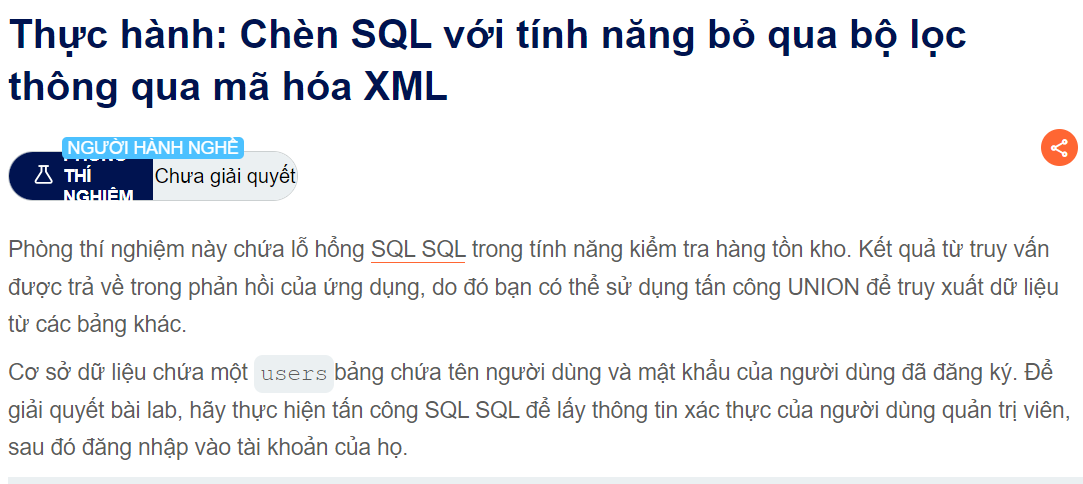 Thực hành: Chèn SQL với tính năng bỏ qua bộ lọc
thông qua mã hóa XML
NGƯỜI HÀNH NGHỀ
PHÒNG
THÍ
NGHIỆM
Chưa giải quyết
Phòng thí nghiệm này chứa lỗ hổng SQL SQL trong tính năng kiểm tra hàng tồn kho. Kết quả từ truy vấn
được trả về trong phản hồi của ứng dụng, do đó bạn có thể sử dụng tấn công UNION để truy xuất dữ liệu
từ các bảng khác.
Cơ sở dữ liệu chứa một users bảng chứa tên người dùng và mật khẩu của người dùng đã đăng ký. Để
giải quyết bài lab, hãy thực hiện tấn công SQL SQL để lấy thông tin xác thực của người dùng quản trị viên,
sau đó đăng nhập vào tài khoản của họ.